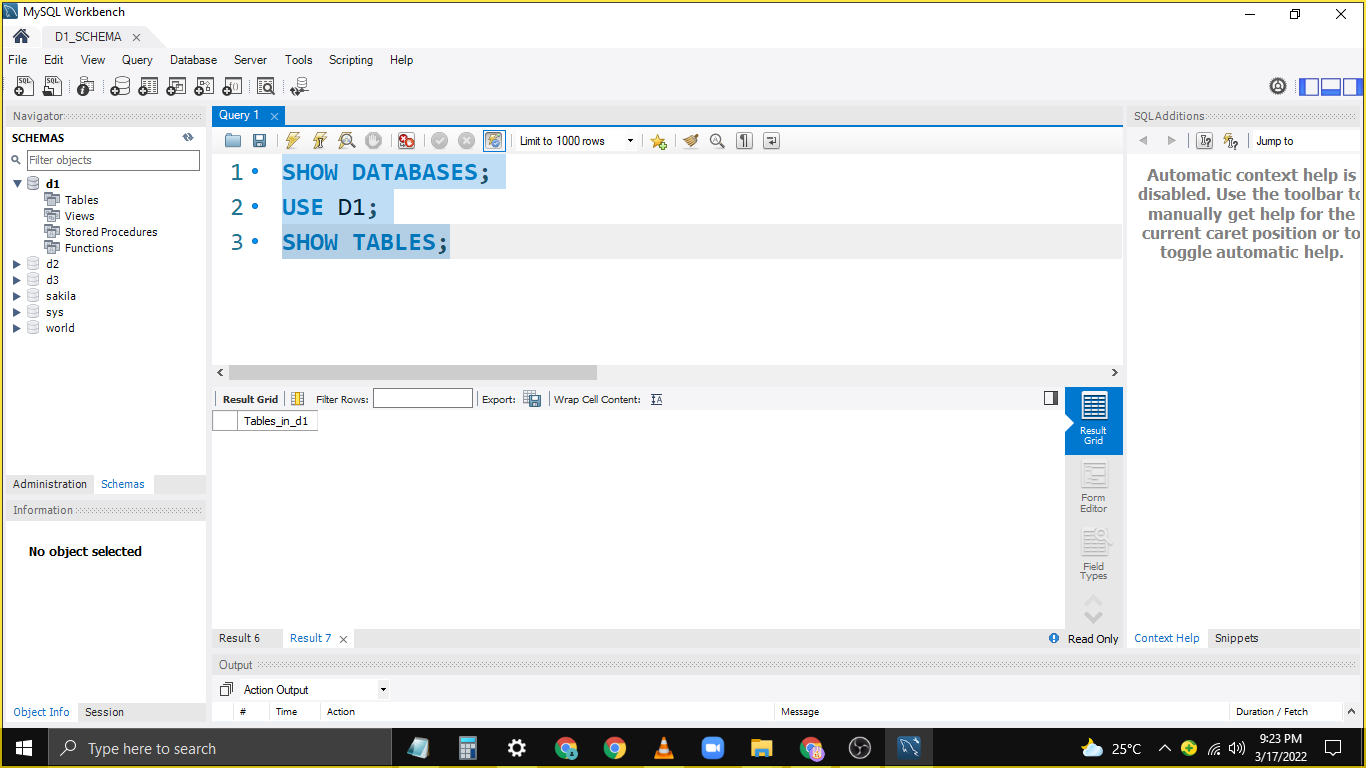 MySQL Workbench
D1_SCHEMA
File Edit View Query Database Server Tools Scripting Help
Navigator
SCHEMAS
Filter objects
d1
Tables
Views
Stored Procedures
Functions
d2
d3
sakila
sys
world
Administration Schemas
Information
No object selected
Object Info Session
Query 1
Limit to 1000 rows
1 SHOW DATABASES;
2 USE D1;
3 SHOW TABLES;
Result Grid Filter Rows: Export: Wrap Cell Content:
Tables_in_d1
Result
Grid
Form
Editor
Field
Types
Result 6 Result 7 Read Only
Output
Action Output
# Time Action Message Duration / Fetch
SQLAdditions
Jump to
Automatic context help is
disabled. Use the toolbar to
manually get help for the
current caret position or to
toggle automatic help.
Context Help Snippets
Type here to search
25°C
9:23 PM
3/17/2022